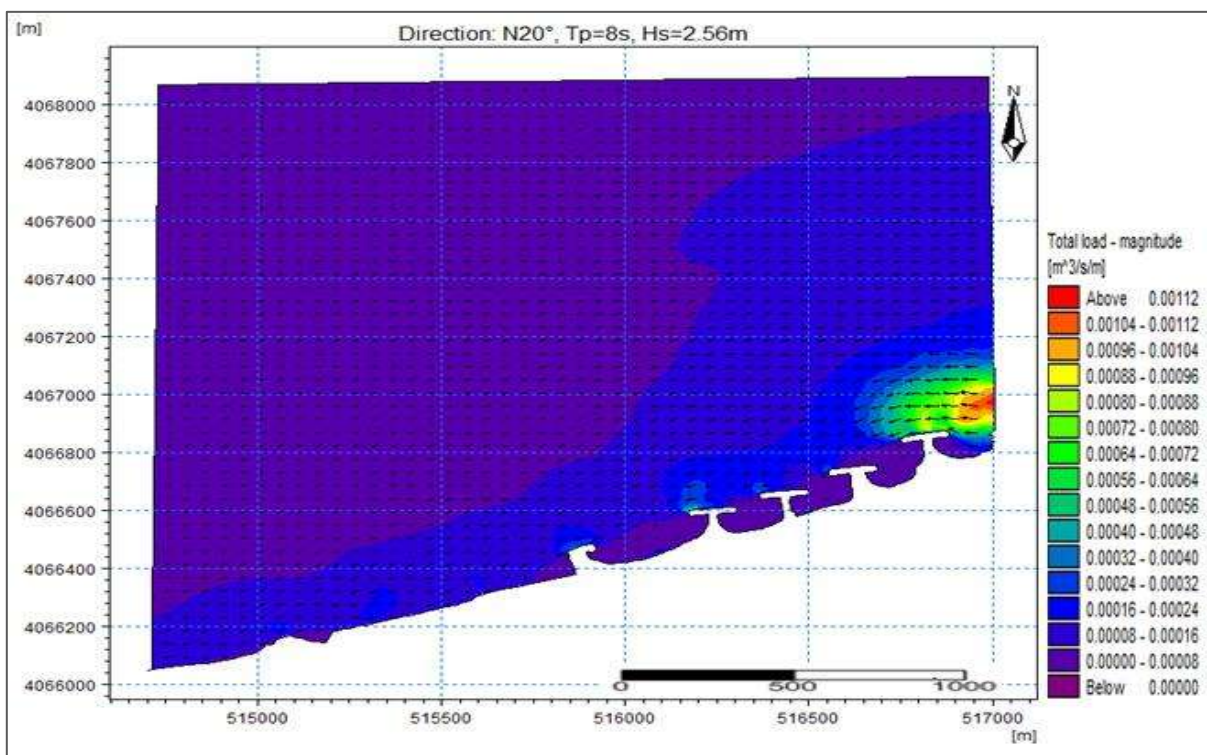 [m]
Direction: N20°, Tp=8s, Hs=2.56m
N
4068000
4067800
4067600
4067400
4067200
4067000
4066800
4066600
4066400
4066200
4066000
Total load - magnitude
[m^3/s/m]
Above 0.00112
0.00104 - 0.00112
0.00096 - 0.00104
0.00088 - 0.00096
0.00080 - 0.00088
0.00072 - 0.00080
0.00064 - 0.00072
0.00056 - 0.00064
0.00048 - 0.00056
0.00040 - 0.00048
0.00032 - 0.00040
0.00024 - 0.00032
0.00016 - 0.00024
0.00008 - 0.00016
0.00000 - 0.00008
Below 0.00000
0 500 1000
515000 515500 516000 516500 517000
[m]